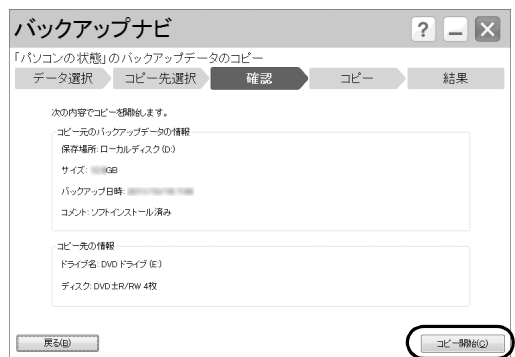 バックアップナビ
?
「パソコンの状態」のバックアップデータのコピー
データ選択 コピー先選択 確認 コピー 結果
次の内容でコピーを開始します。
コピー元のバックアップデータの情報
保存場所: ローカルディスク (D:)
サイズ: GB
バックアップ日時:
コメント: ソフトインストール済み
コピー先の情報
ドライブ名: DVD ドライブ (E:)
ディスク: DVD±R/RW 4枚
戻る(B) コピー開始(C)